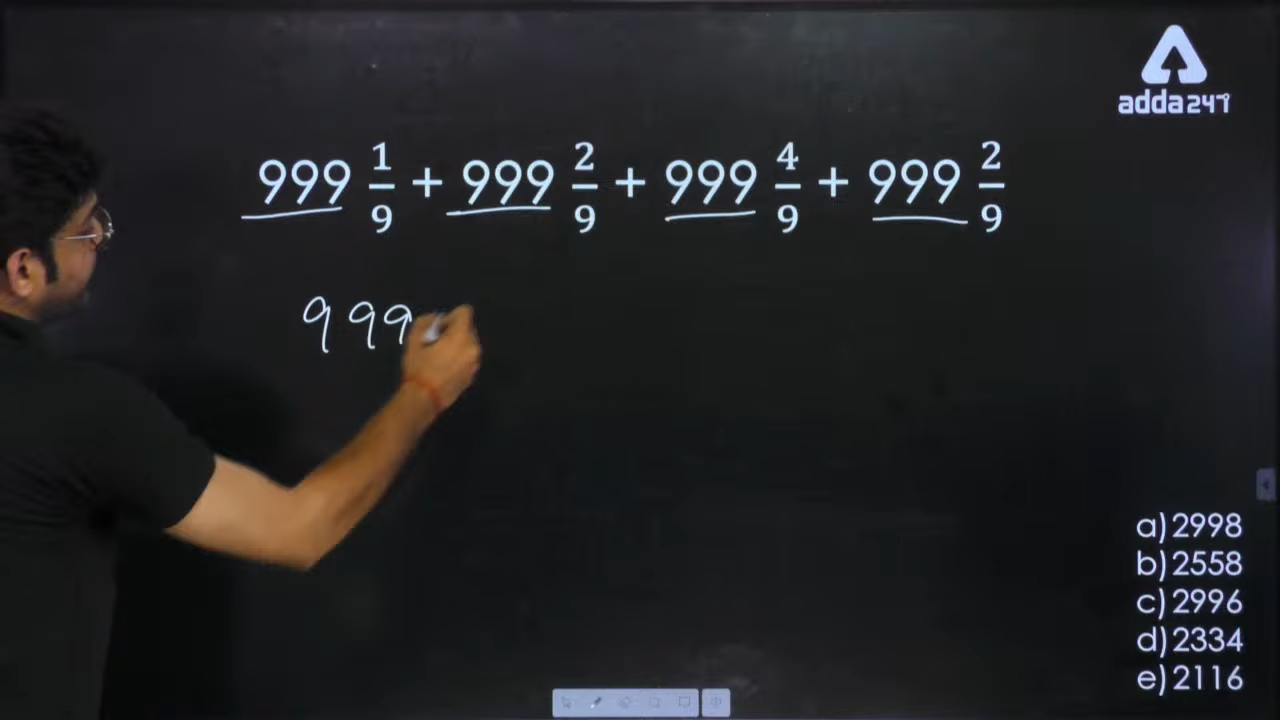 adda247
999 1/9 + 999 2/9 + 999 4/9 + 999 2/9
999
a) 2998
b) 2558
c) 2996
d) 2334
e) 2116